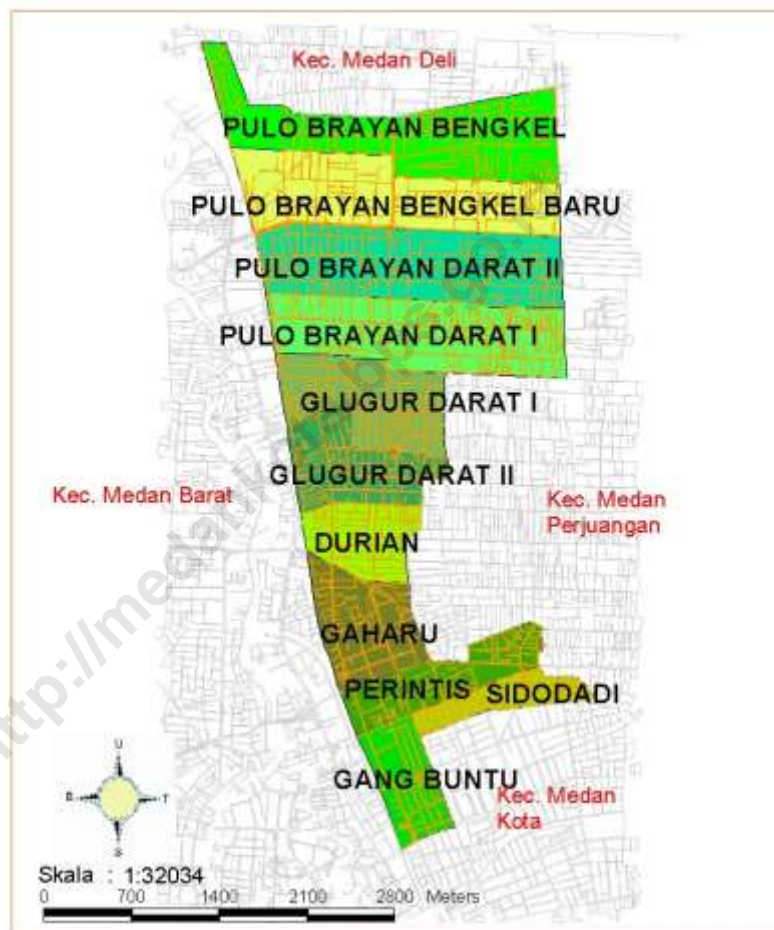 Kec. Medan Deli
PULO BRAYAN BENGKEL
PULO BRAYAN BENGKEL BARU
PULO BRAYAN DARAT II
PULO BRAYAN DARAT I
GLUGUR DARAT I
GLUGUR DARAT II
Kec. Medan Barat
Kec. Medan
Perjuangan
DURIAN
GAHARU
PERINTIS
SIDODADI
GANG BUNTU
Kec. Medan
Kota
U
B
T
S
Skala : 1:32034
0 700 1400 2100 2800 Meters